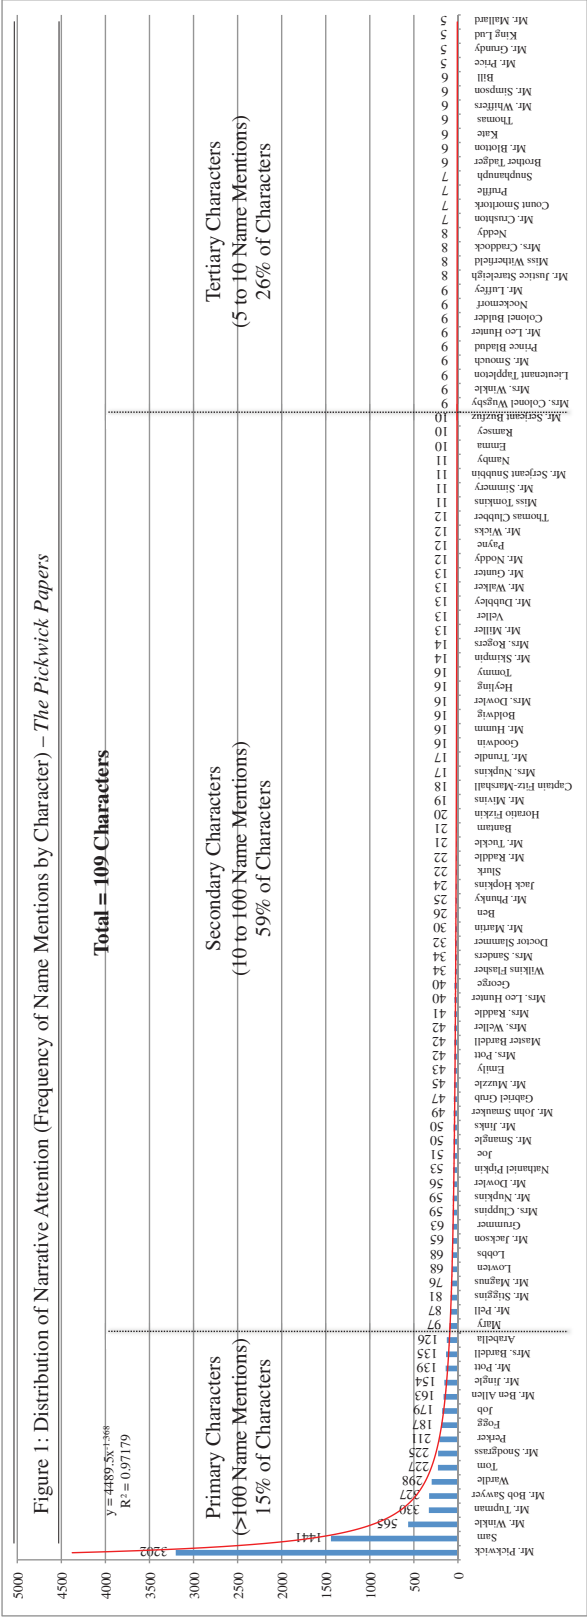 Figure 1: Distribution of Narrative Attention (Frequency of Name Mentions by Character) – The Pickwick Papers
y = 4489.5x^-1.368
R² = 0.97179
Total = 109 Characters
Primary Characters
(>100 Name Mentions)
15% of Characters
Secondary Characters
(10 to 100 Name Mentions)
59% of Characters
Tertiary Characters
(5 to 10 Name Mentions)
26% of Characters
5000
4500
4000
3500
3000
2500
2000
1500
1000
500
0
3202 Mr. Pickwick
1441 Sam
565 Mr. Winkle
330 Mr. Tupman
327 Mr. Bob Sawyer
298 Wardle
227 Tom
225 Mr. Snodgrass
211 Perker
187 Fogg
179 Job
163 Mr. Ben Allen
154 Mr. Jingle
139 Mr. Pott
135 Mrs. Bardell
126 Arabella
97 Mary
87 Mr. Pell
81 Mr. Stiggins
76 Mr. Magnus
68 Lowten
68 Lobbs
65 Mr. Jackson
63 Grummer
59 Mrs. Cluppins
59 Mr. Nupkins
56 Mr. Dowler
53 Nathaniel Pipkin
51 Joe
50 Mr. Smangle
50 Mr. Jinks
49 Mr. John Smauker
47 Gabriel Grub
45 Mr. Muzzle
43 Emily
42 Mrs. Pott
42 Master Bardell
42 Mrs. Weller
41 Mrs. Raddle
40 Mrs. Leo Hunter
40 George
34 Wilkins Flasher
34 Mrs. Sanders
32 Doctor Slammer
30 Mr. Martin
26 Ben
25 Mr. Phunky
24 Jack Hopkins
22 Slurk
22 Mr. Raddle
21 Mr. Tuckle
21 Bantam
20 Horatio Fizkin
19 Mr. Mivins
18 Captain Fitz-Marshall
17 Mrs. Nupkins
17 Mr. Trundle
16 Goodwin
16 Mr. Humm
16 Boldwig
16 Mrs. Dowler
16 Heyling
16 Tommy
14 Mr. Skimpin
14 Mrs. Rogers
13 Mr. Miller
13 Veller
13 Mr. Dubbley
13 Mr. Walker
13 Mr. Gunter
12 Mr. Noddy
12 Payne
12 Mr. Wicks
12 Thomas Clubber
11 Miss Tomkins
11 Mr. Simmery
11 Mr. Serjeant Snubbin
11 Namby
10 Emma
10 Ramsey
10 Mr. Serjeant Buzfuz
9 Mrs. Colonel Wugsby
9 Mrs. Winkle
9 Lieutenant Tappleton
9 Mr. Smouch
9 Prince Bladud
9 Mr. Leo Hunter
9 Colonel Bulder
9 Nockemorf
9 Mr. Luffey
8 Mr. Justice Stareleigh
8 Miss Witherfield
8 Mrs. Craddock
8 Neddy
7 Mr. Crushton
7 Count Smorltork
7 Pruffle
7 Snuphanuph
6 Brother Tadger
6 Mr. Blotton
6 Kate
6 Thomas
6 Mr. Whiffers
6 Mr. Simpson
6 Bill
5 Mr. Price
5 Mr. Grundy
5 King Lud
5 Mr. Mallard